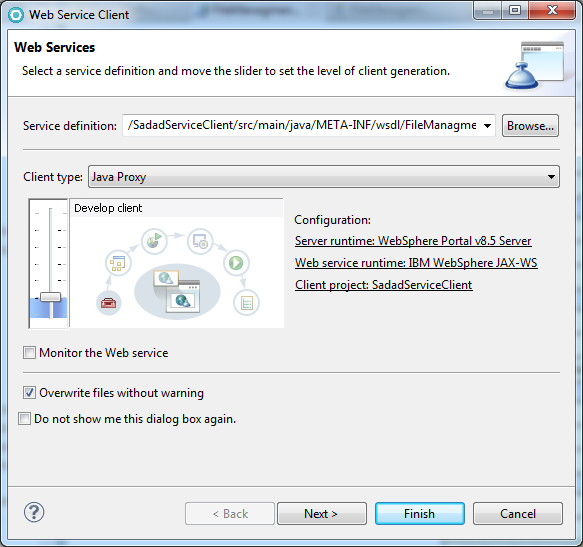 Web Service Client
Web Services
Select a service definition and move the slider to set the level of client generation.
Service definition: /SadadServiceClient/src/main/java/META-INF/wsdl/FileManagme Browse...
Client type: Java Proxy
Develop client
Configuration:
Server runtime: WebSphere Portal v8.5 Server
Web service runtime: IBM WebSphere JAX-WS
Client project: SadadServiceClient
Monitor the Web service
Overwrite files without warning
Do not show me this dialog box again.
? < Back Next > Finish Cancel